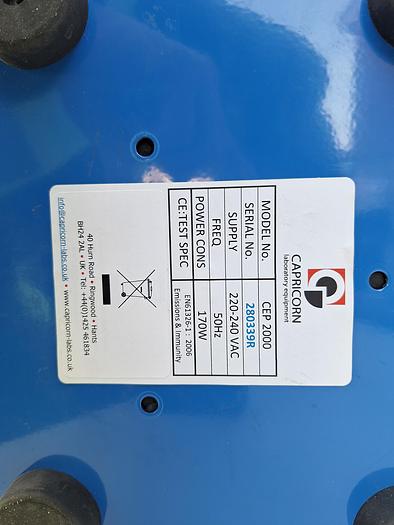 CAPRICORN
laboratory equipment
MODEL No. CEP 2000
SERIAL No. 280339R
SUPPLY 220-240 VAC
FREQ 50Hz
POWER CONS 170W
CE:TEST SPEC EN61326-1 : 2006
Emissions & Immunity
40 Hurn Road • Ringwood • Hants
BH24 2AL • UK • Tel: +44(0)1425 461834
info@capricorn-labs.co.uk • www.capricorn-labs.co.uk